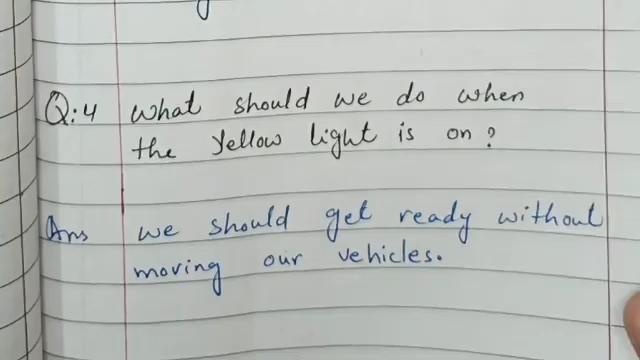 Q:4 what should we do when
the Yellow light is on?
Ans we should get ready without
moving our vehicles.